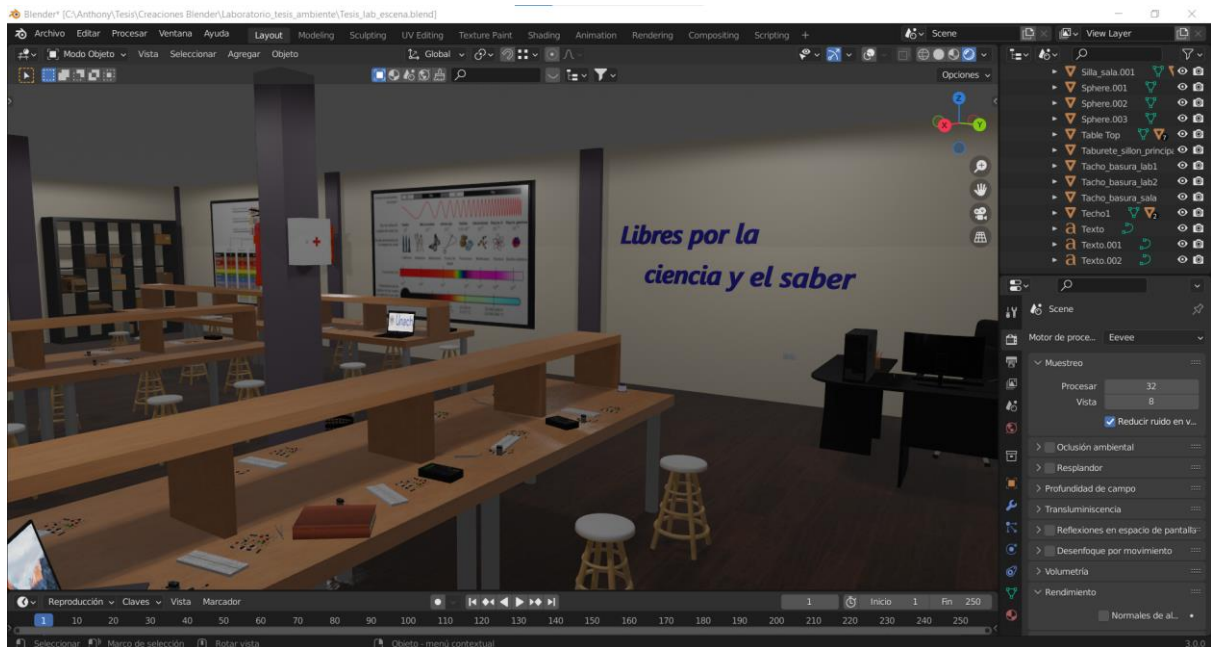 Blender* [C:\Anthony\Tesis\Creaciones Blender\Laboratorio_tesis_ambiente\Tesis_lab_escena.blend]
Archivo Editar Procesar Ventana Ayuda Layout Modeling Sculpting UV Editing Texture Paint Shading Animation Rendering Compositing Scripting + Scene View Layer
Modo Objeto Vista Seleccionar Agregar Objeto Global
Opciones
Silla_sala.001
Sphere.001
Sphere.002
Sphere.003
Table Top 7
Taburete_sillon_princip
Tacho_basura_lab1
Tacho_basura_lab2
Tacho_basura_sala
Techo1 2
Texto
Texto.001
Texto.002
X Y Z
Libres por la
ciencia y el saber
Unach
Scene
Motor de proce... Eevee
Muestreo
Procesar 32
Vista 8
Reducir ruido en v...
Oclusión ambiental
Resplandor
Profundidad de campo
Transluminiscencia
Reflexiones en espacio de pantalla
Desenfoque por movimiento
Volumetría
Rendimiento
Normales de al...
Reproducción Claves Vista Marcador 1 Inicio 1 Fin 250
1 10 20 30 40 50 60 70 80 90 100 110 120 130 140 150 160 170 180 190 200 210 220 230 240 250
Seleccionar Marco de selección Rotar vista Objeto - menú contextual 3.0.0